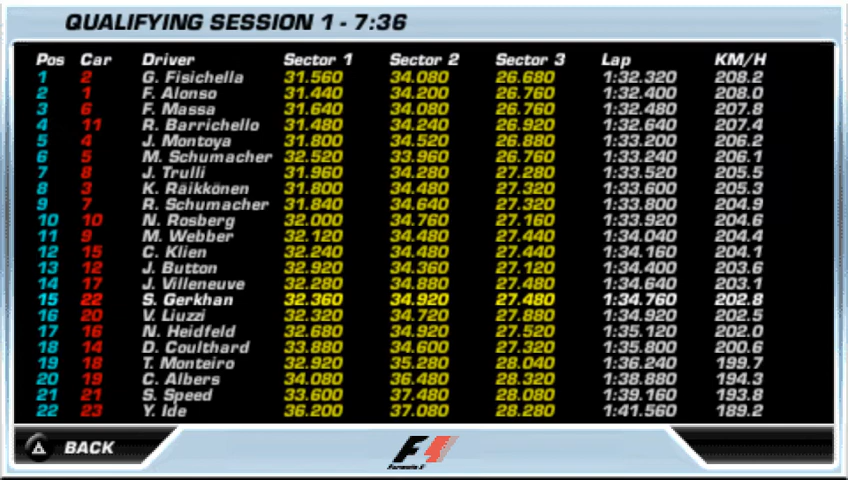 QUALIFYING SESSION 1 - 7:36
Pos Car Driver Sector 1 Sector 2 Sector 3 Lap KM/H
1 2 G. Fisichella 31.560 34.080 26.680 1:32.320 208.2
2 1 F. Alonso 31.440 34.200 26.760 1:32.400 208.0
3 6 F. Massa 31.640 34.080 26.760 1:32.480 207.8
4 11 R. Barrichello 31.480 34.240 26.920 1:32.640 207.4
5 4 J. Montoya 31.800 34.520 26.880 1:33.200 206.2
6 5 M. Schumacher 32.520 33.960 26.760 1:33.240 206.1
7 8 J. Trulli 31.960 34.280 27.280 1:33.520 205.5
8 3 K. Räikkönen 31.800 34.480 27.320 1:33.600 205.3
9 7 R. Schumacher 31.840 34.640 27.320 1:33.800 204.9
10 10 N. Rosberg 32.000 34.760 27.160 1:33.920 204.6
11 9 M. Webber 32.120 34.480 27.440 1:34.040 204.4
12 15 C. Klien 32.240 34.480 27.440 1:34.160 204.1
13 12 J. Button 32.920 34.360 27.120 1:34.400 203.6
14 17 J. Villeneuve 32.280 34.880 27.480 1:34.640 203.1
15 22 S. Gerkhan 32.360 34.920 27.480 1:34.760 202.8
16 20 V. Liuzzi 32.320 34.720 27.880 1:34.920 202.5
17 16 N. Heidfeld 32.680 34.920 27.520 1:35.120 202.0
18 14 D. Coulthard 33.880 34.600 27.320 1:35.800 200.6
19 18 T. Monteiro 32.920 35.280 28.040 1:36.240 199.7
20 19 C. Albers 34.080 36.480 28.320 1:38.880 194.3
21 21 S. Speed 33.600 37.480 28.080 1:39.160 193.8
22 23 Y. Ide 36.200 37.080 28.280 1:41.560 189.2
BACK
F1
Formula 1